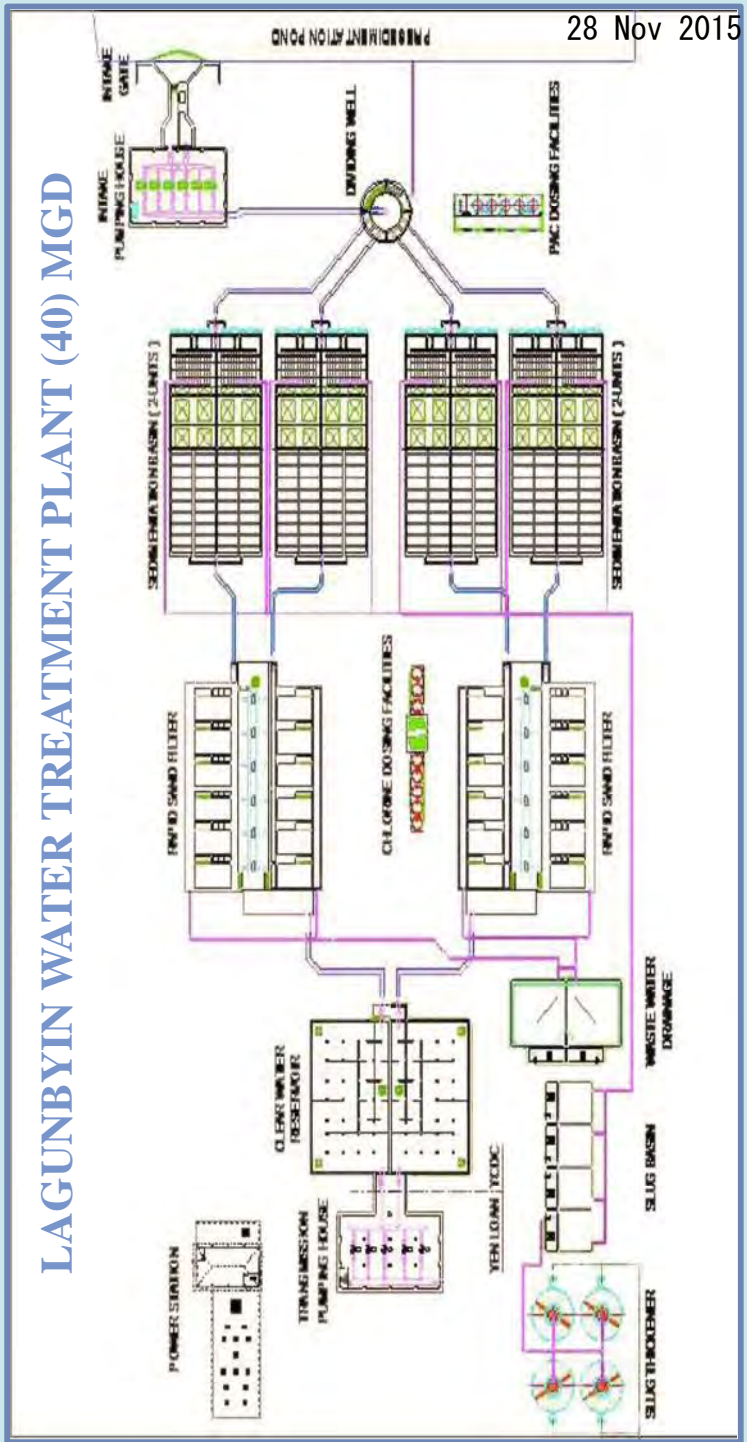 28 Nov 2015
LAGUNBYIN WATER TREATMENT PLANT (40) MGD
PRESEDIMENTATION POND
INTAKE
GATE
INTAKE
PUMPING HOUSE
DIVIDING WELL
PAC DOSING FACILITIES
SEDIMENTATION BASIN ( 2-UNITS )
SEDIMENTATION BASIN ( 2-UNITS )
RAPID SAND FILTER
CHLORINE DOSING FACILITIES
RAPID SAND FILTER
CLEAR WATER
RESERVOIR
WASTE WATER
DRAINAGE
TRANSMISSION
PUMPING HOUSE
YEN LOAN
YCDC
SLUG BASIN
POWER STATION
SLUG THICKENER